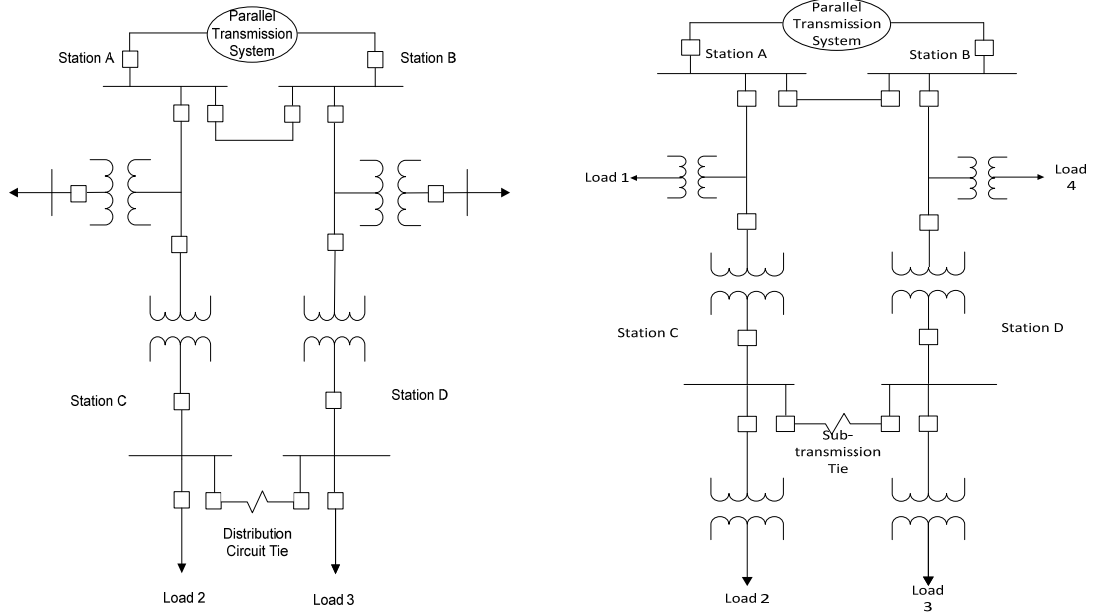 Parallel
Transmission
System
Station A
Station B
Station C
Station D
Distribution
Circuit Tie
Load 2
Load 3
Parallel
Transmission
System
Station A
Station B
Load 1
Load
4
Station C
Station D
Sub-
transmission
Tie
Load 2
Load
3